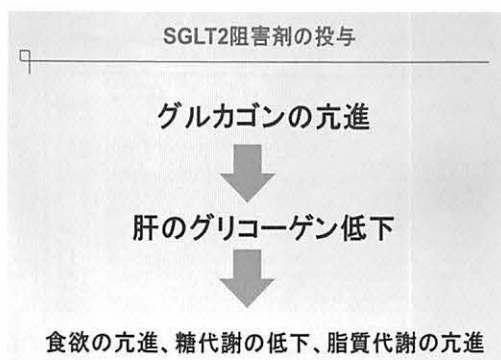 SGLT2阻害剤の投与
グルカゴンの亢進
肝のグリコーゲン低下
食欲の亢進、糖代謝の低下、脂質代謝の亢進